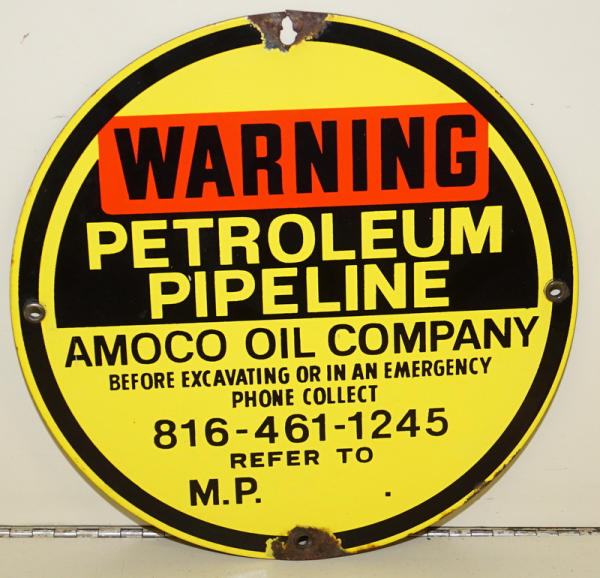 WARNING
PETROLEUM
PIPELINE
AMOCO OIL COMPANY
BEFORE EXCAVATING OR IN AN EMERGENCY
PHONE COLLECT
816-461-1245
REFER TO
M.P. .